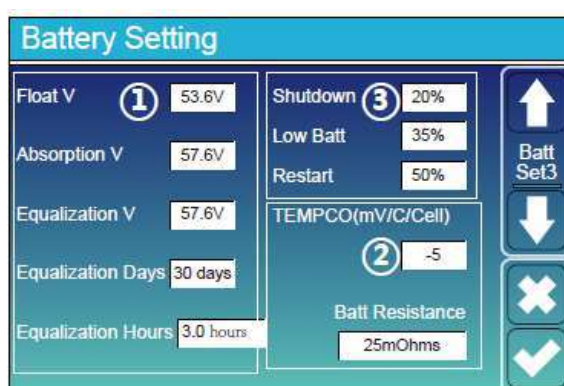 Battery Setting
Float V ① 53.6V
Absorption V 57.6V
Equalization V 57.6V
Equalization Days 30 days
Equalization Hours 3.0 hours
Shutdown ③ 20%
Low Batt 35%
Restart 50%
TEMPCO(mV/C/Cell)
② -5
Batt Resistance
25mOhms
Batt
Set3